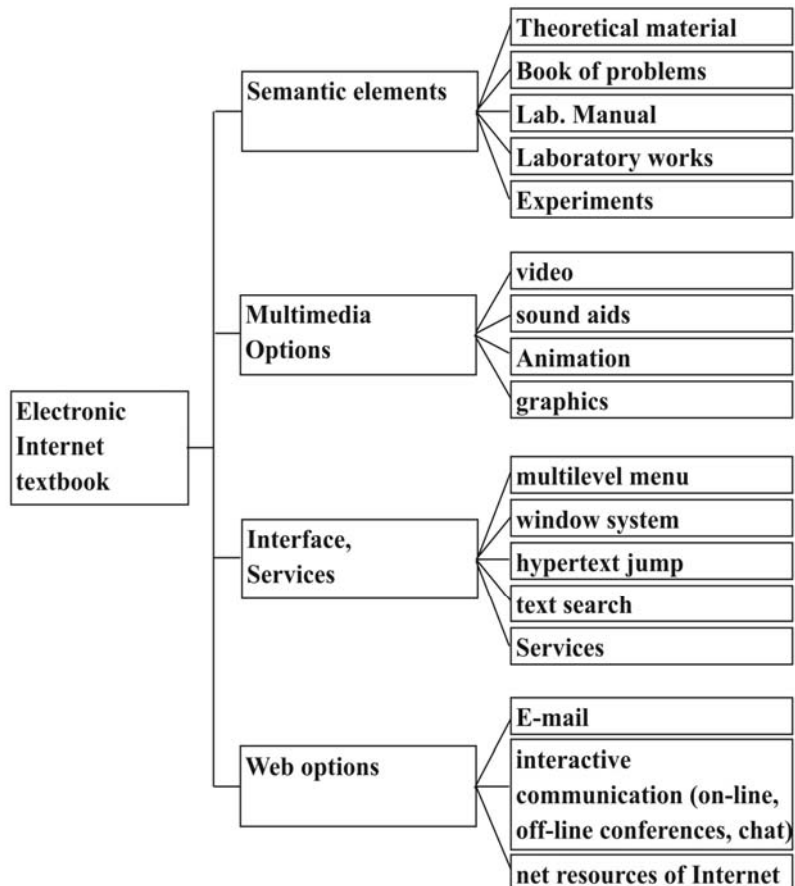 Electronic
Internet
textbook
Semantic elements
Theoretical material
Book of problems
Lab. Manual
Laboratory works
Experiments
Multimedia
Options
video
sound aids
Animation
graphics
Interface,
Services
multilevel menu
window system
hypertext jump
text search
Services
Web options
E-mail
interactive
communication (on-line,
off-line conferences, chat)
net resources of Internet